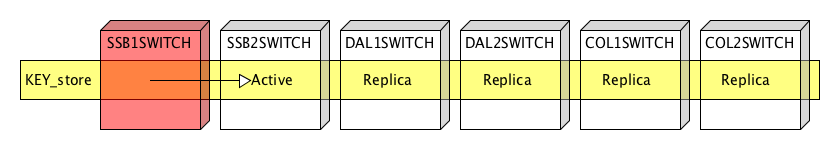 SSB1SWITCH SSB2SWITCH DAL1SWITCH DAL2SWITCH COL1SWITCH COL2SWITCH
KEY_store Active Replica Replica Replica Replica